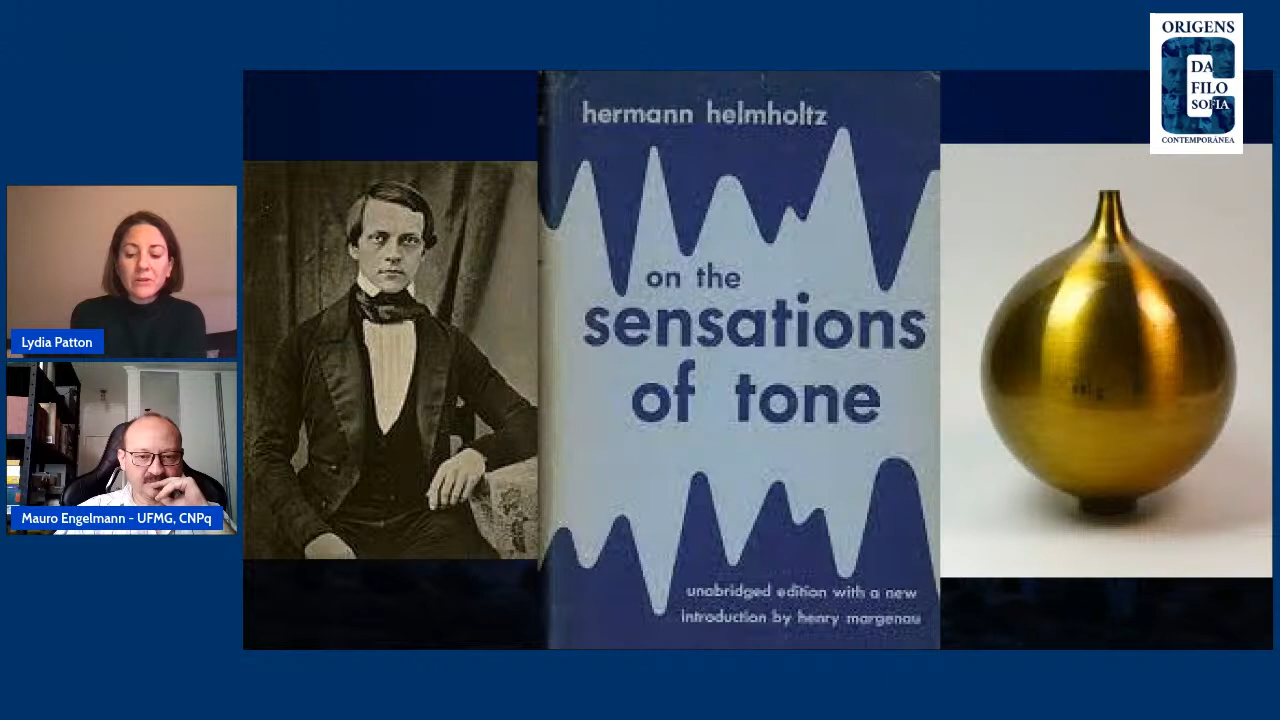 ORIGENS
DA
FILO
SOFIA
CONTEMPORÂNEA
hermann helmholtz
on the
sensations
of tone
unabridged edition with a new
introduction by henry margenau
Lydia Patton
Mauro Engelmann - UFMG, CNPq